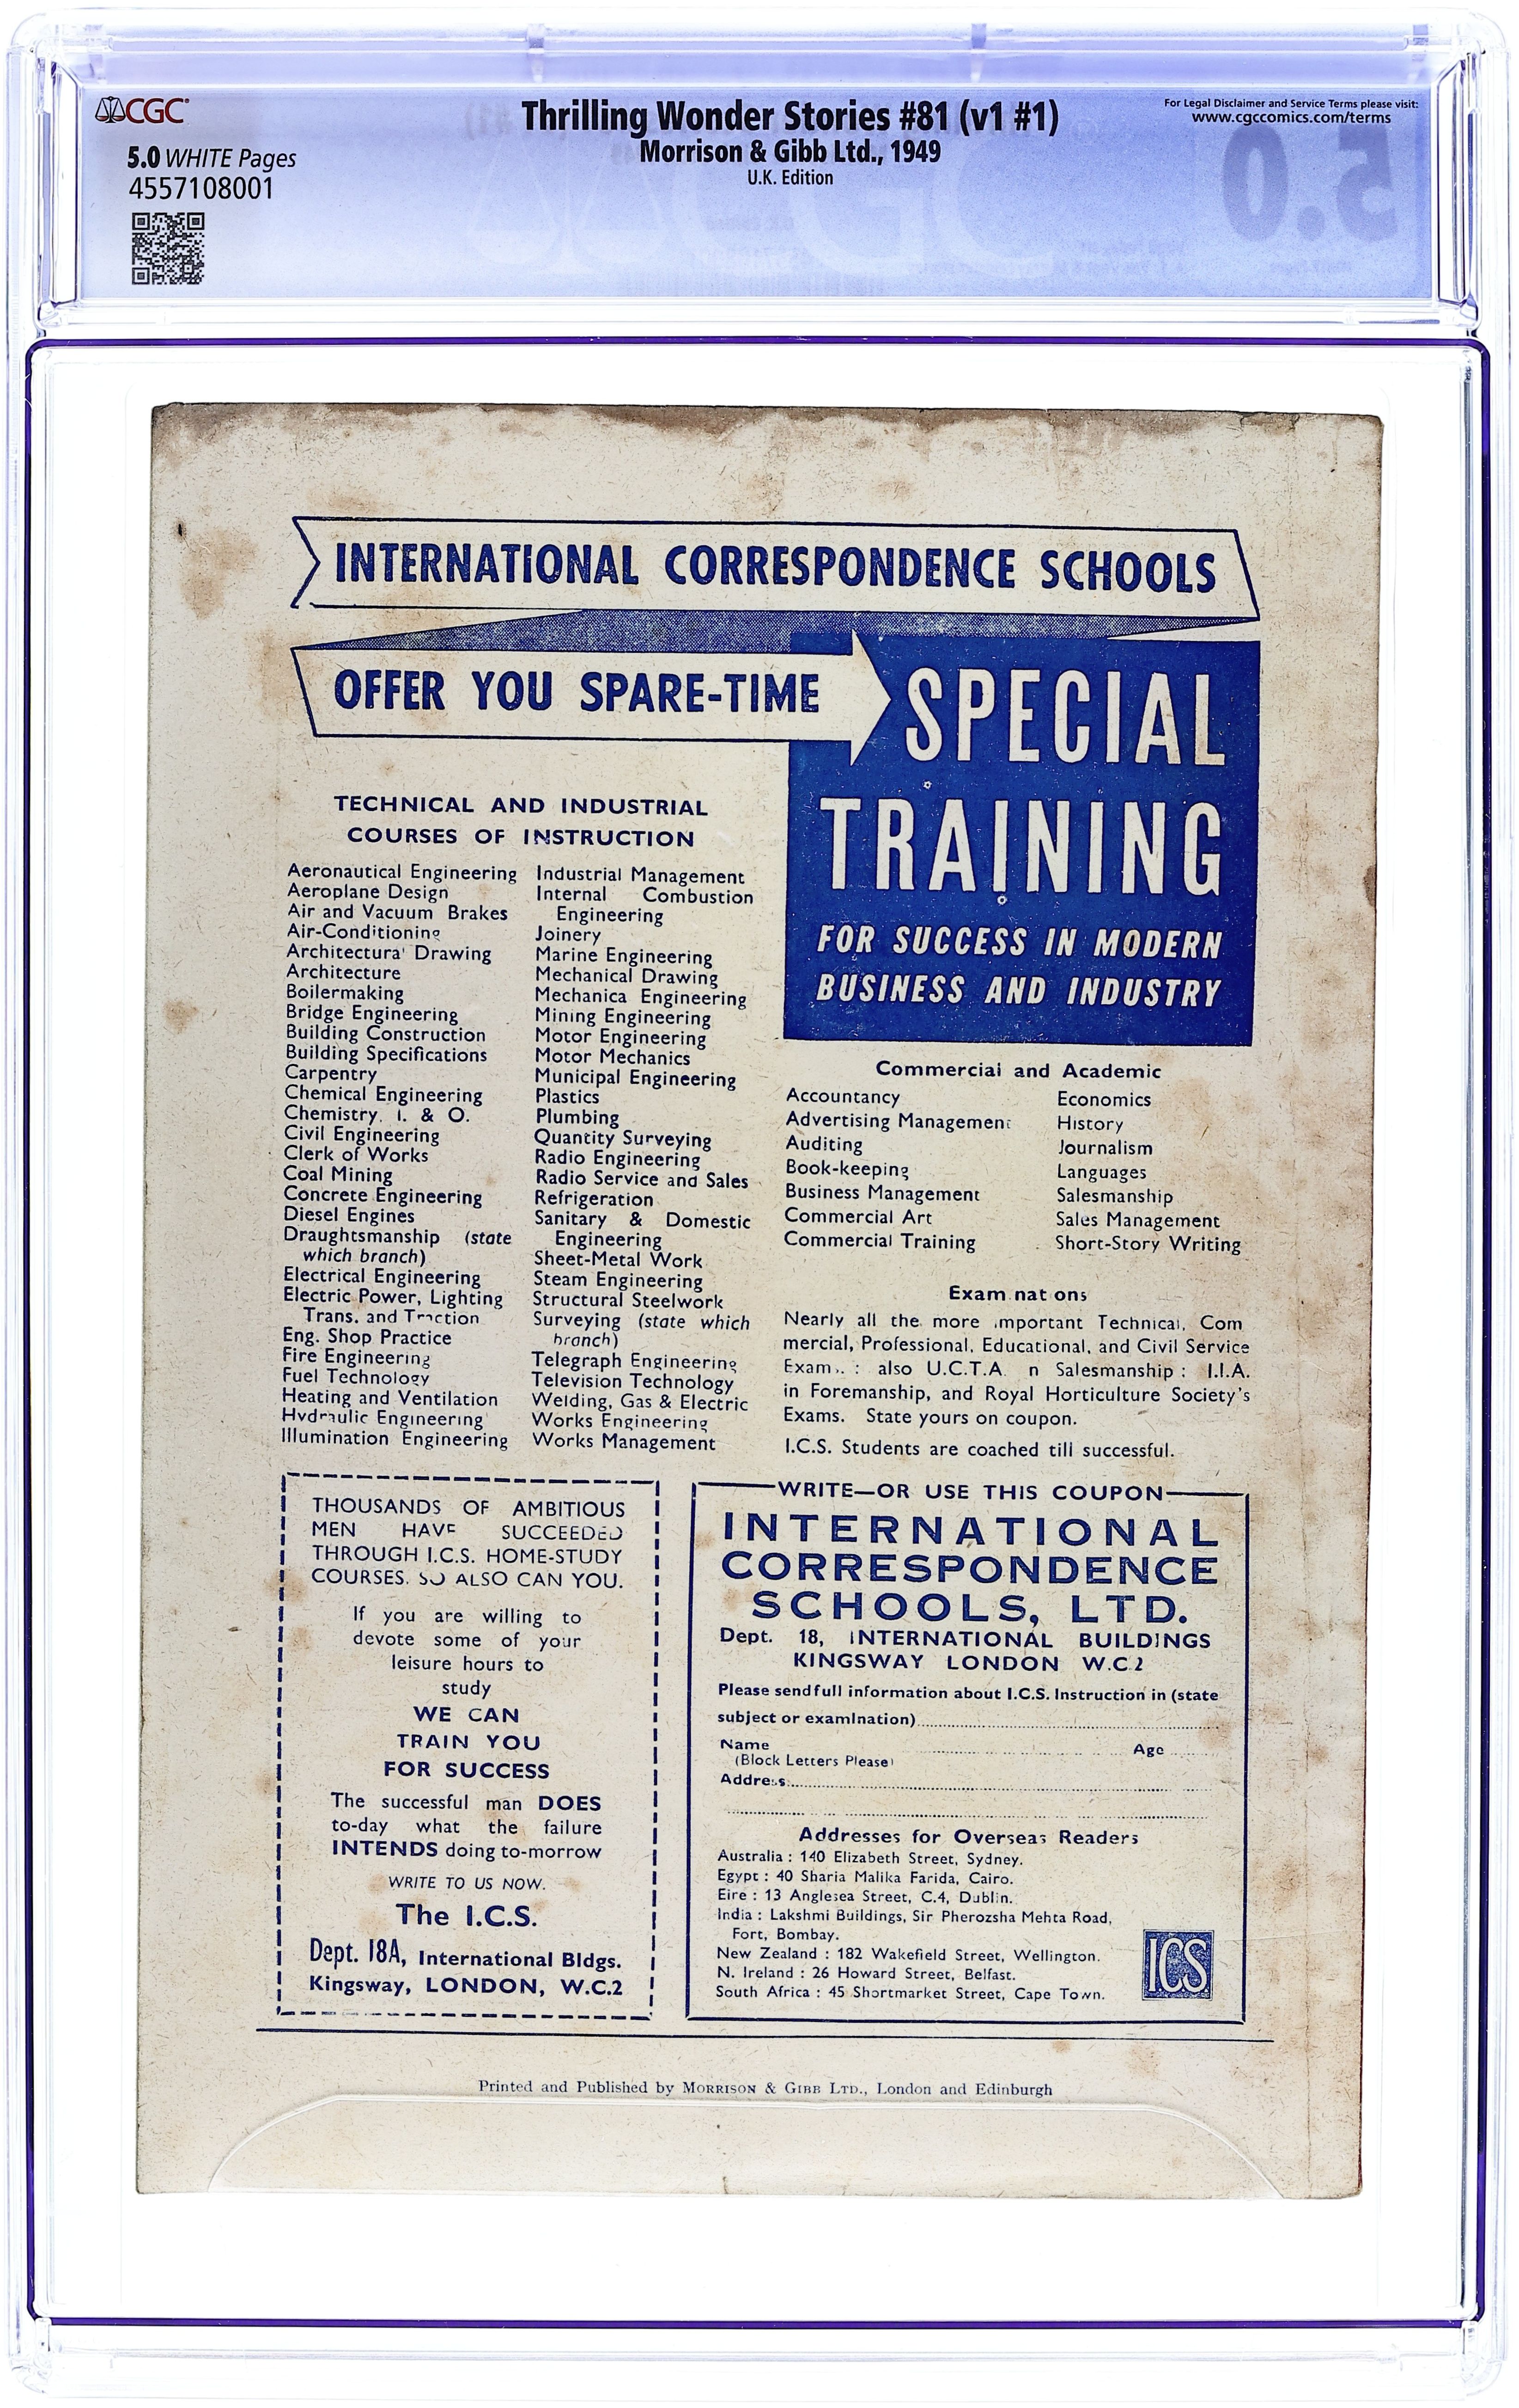 CGC
5.0 WHITE Pages
4557108001
Thrilling Wonder Stories #81 (v1 #1)
Morrison & Gibb Ltd., 1949
U.K. Edition
For Legal Disclaimer and Service Terms please visit:
www.cgccomics.com/terms
5.0
INTERNATIONAL CORRESPONDENCE SCHOOLS
OFFER YOU SPARE-TIME
SPECIAL
TRAINING
FOR SUCCESS IN MODERN
BUSINESS AND INDUSTRY
TECHNICAL AND INDUSTRIAL
COURSES OF INSTRUCTION
Aeronautical Engineering
Aeroplane Design
Air and Vacuum Brakes
Air-Conditioning
Architectura' Drawing
Architecture
Boilermaking
Bridge Engineering
Building Construction
Building Specifications
Carpentry
Chemical Engineering
Chemistry. I. & O.
Civil Engineering
Clerk of Works
Coal Mining
Concrete Engineering
Diesel Engines
Draughtsmanship (state
which branch)
Electrical Engineering
Electric Power, Lighting
Trans. and Traction
Eng. Shop Practice
Fire Engineering
Fuel Technology
Heating and Ventilation
Hydraulic Engineering
Illumination Engineering
Industrial Management
Internal Combustion
Engineering
Joinery
Marine Engineering
Mechanical Drawing
Mechanica Engineering
Mining Engineering
Motor Engineering
Motor Mechanics
Municipal Engineering
Plastics
Plumbing
Quantity Surveying
Radio Engineering
Radio Service and Sales
Refrigeration
Sanitary & Domestic
Engineering
Sheet-Metal Work
Steam Engineering
Structural Steelwork
Surveying (state which
branch)
Telegraph Engineering
Television Technology
Welding, Gas & Electric
Works Engineering
Works Management
Commercial and Academic
Accountancy
Advertising Management
Auditing
Book-keeping
Business Management
Commercial Art
Commercial Training
Economics
History
Journalism
Languages
Salesmanship
Sales Management
Short-Story Writing
Exam nat ons
Nearly all the more .mportant Technical, Com
mercial, Professional, Educational, and Civil Service
Exam.. : also U.C.T.A. n Salesmanship : I.I.A.
in Foremanship, and Royal Horticulture Society's
Exams. State yours on coupon.
I.C.S. Students are coached till successful.
THOUSANDS OF AMBITIOUS
MEN HAVE SUCCEEDED
THROUGH I.C.S. HOME-STUDY
COURSES. SO ALSO CAN YOU.
If you are willing to
devote some of your
leisure hours to
study
WE CAN
TRAIN YOU
FOR SUCCESS
The successful man DOES
to-day what the failure
INTENDS doing to-morrow
WRITE TO US NOW.
The I.C.S.
Dept. 18A, International Bldgs.
Kingsway, LONDON, W.C.2
WRITE—OR USE THIS COUPON
INTERNATIONAL
CORRESPONDENCE
SCHOOLS, LTD.
Dept. 18, INTERNATIONAL BUILDINGS
KINGSWAY LONDON W.C.2
Please send full information about I.C.S. Instruction in (state
subject or examination)
Name Age
(Block Letters Please)
Address
Addresses for Overseas Readers
Australia : 140 Elizabeth Street, Sydney.
Egypt : 40 Sharia Malika Farida, Cairo.
Eire : 13 Anglesea Street, C.4, Dublin.
India : Lakshmi Buildings, Sir Pherozsha Mehta Road,
Fort, Bombay.
New Zealand : 182 Wakefield Street, Wellington.
N. Ireland : 26 Howard Street, Belfast.
South Africa : 45 Shortmarket Street, Cape Town.
ICS
Printed and Published by MORRISON & GIBB LTD., London and Edinburgh